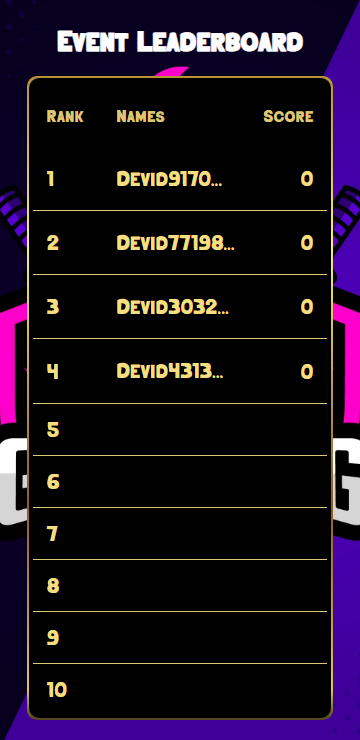 Event Leaderboard
Rank Names Score
1 Devid9170... 0
2 Devid77198... 0
3 Devid3032... 0
4 Devid4313... 0
5
6
7
8
9
10